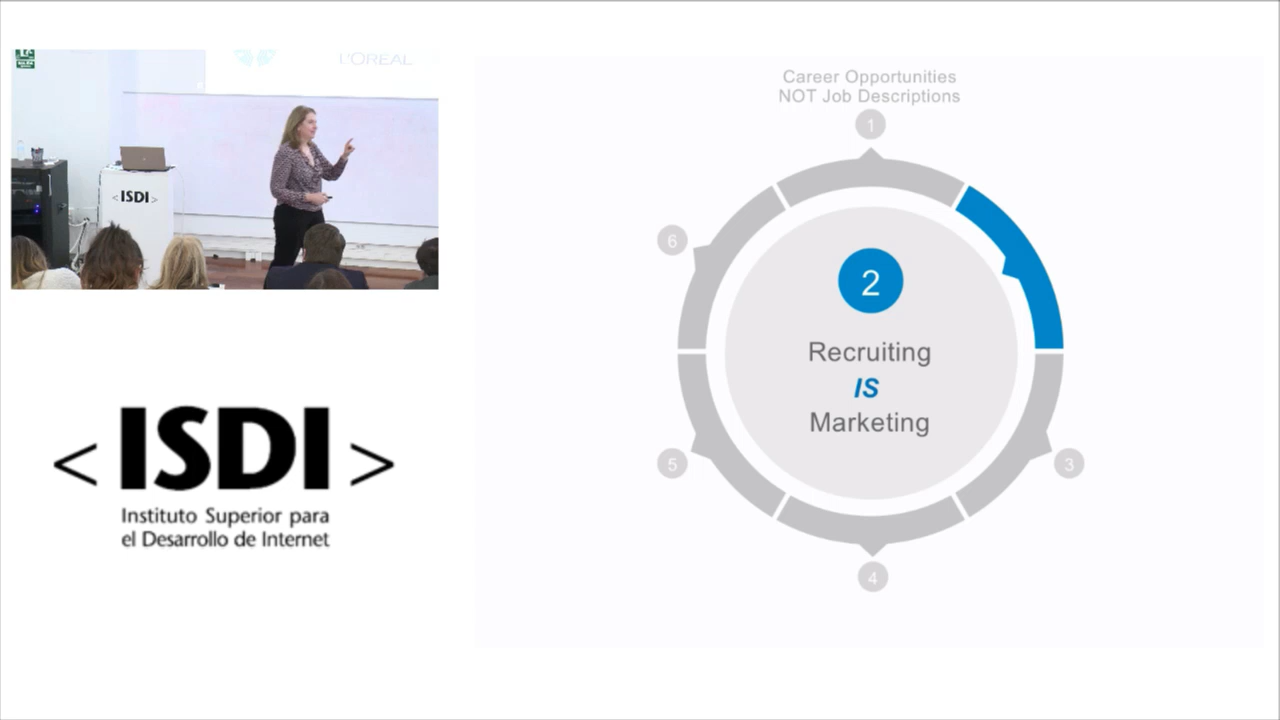 L'ORÉAL
<ISDI>
<ISDI>
Instituto Superior para
el Desarrollo de Internet
Career Opportunities
NOT Job Descriptions
1
2
Recruiting
IS
Marketing
3
4
5
6